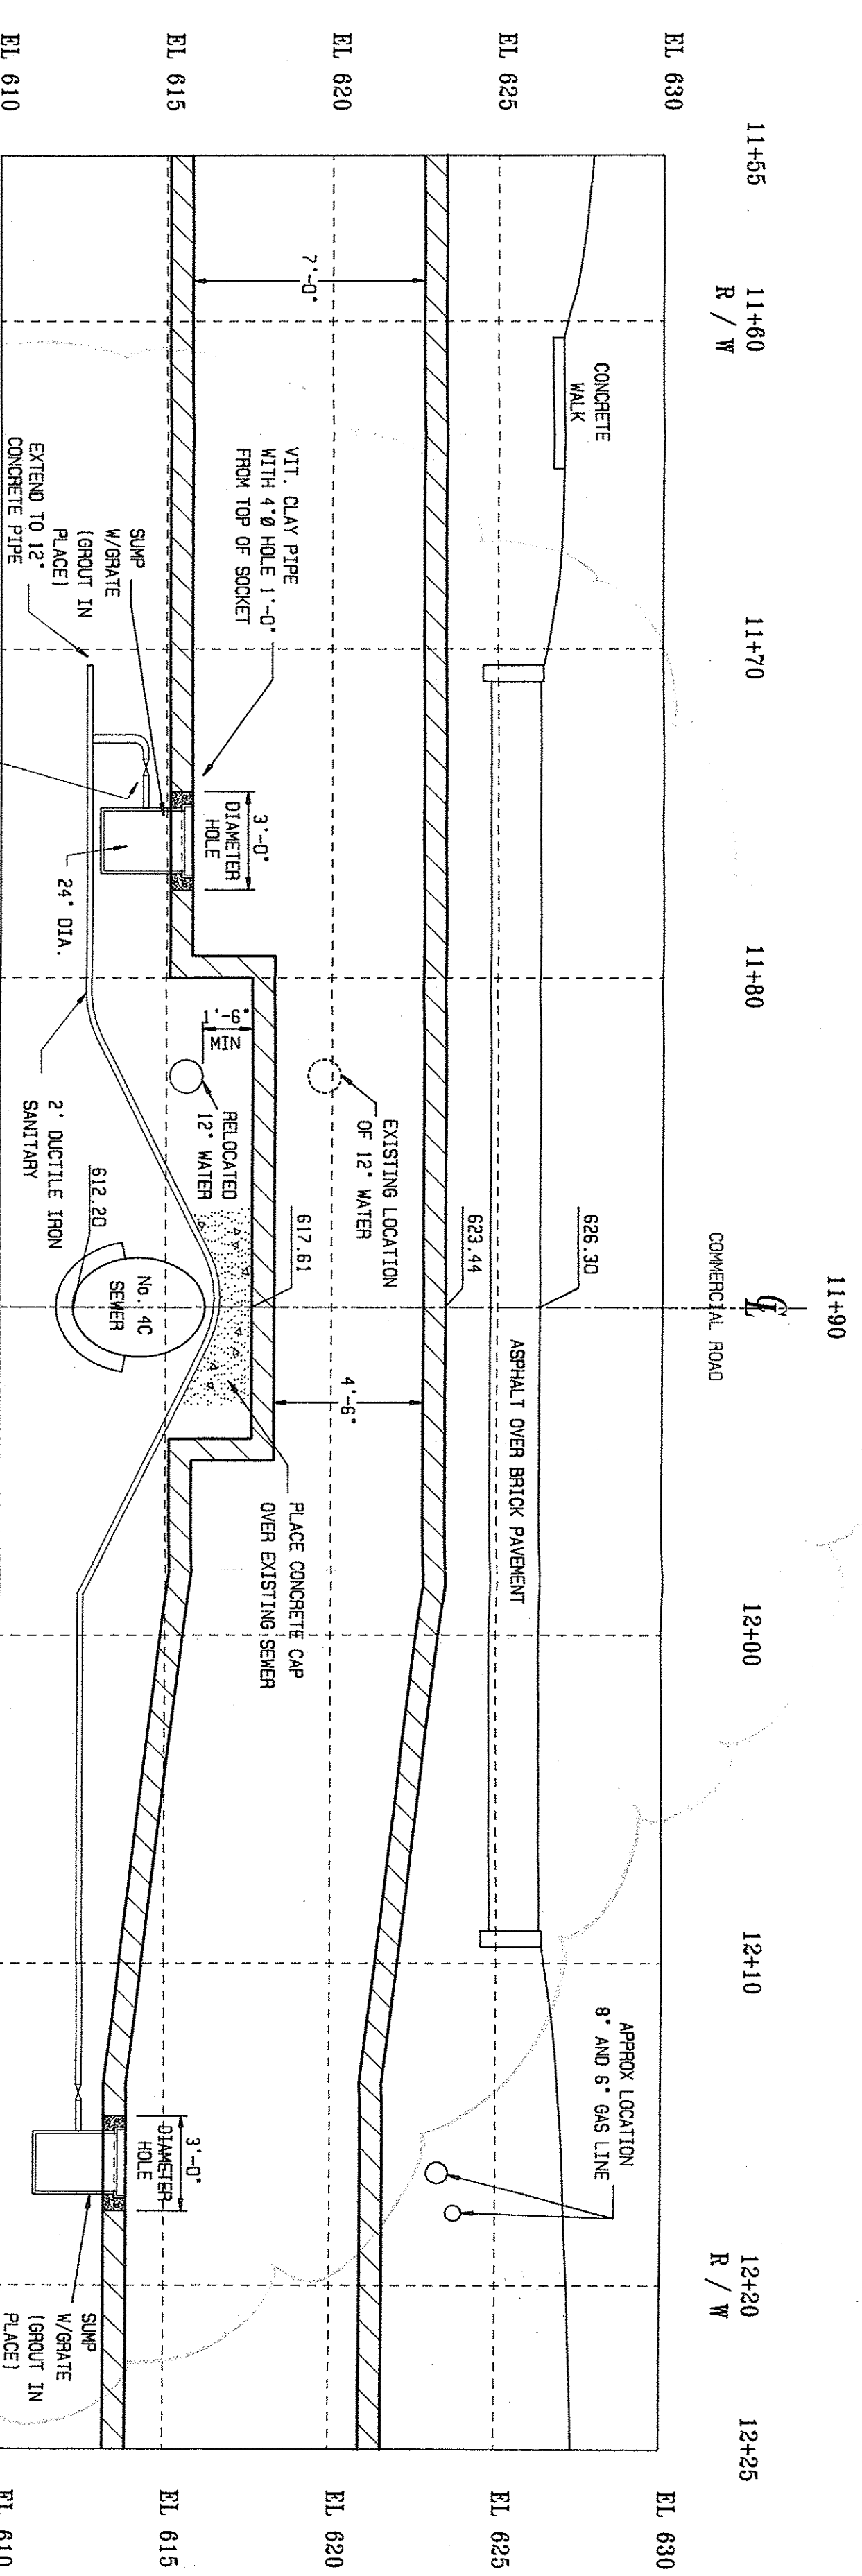 11+90
11+55
11+60
R / W
11+70
11+80
CL
COMMERCIAL ROAD
12+00
12+10
12+20
R / W
12+25
EL 630
EL 630
CONCRETE
WALK
626.30
ASPHALT OVER BRICK PAVEMENT
APPROX LOCATION
8" AND 6" GAS LINE
EL 625
EL 625
623.44
7'-0"
EXISTING LOCATION
OF 12" WATER
4'-6"
EL 620
EL 620
VIT. CLAY PIPE
WITH 4"Ø HOLE 1'-0"
FROM TOP OF SOCKET
3'-0"
DIAMETER
HOLE
1'-6"
MIN
RELOCATED
12" WATER
617.61
PLACE CONCRETE CAP
OVER EXISTING SEWER
3'-0"
DIAMETER
HOLE
EL 615
EL 615
SUMP
W/GRATE
(GROUT IN
PLACE)
EXTEND TO 12"
CONCRETE PIPE
24" DIA.
2" DUCTILE IRON
SANITARY
612.20
No. 4C
SEWER
SUMP
W/GRATE
(GROUT IN
PLACE)
EL 610
EL 610